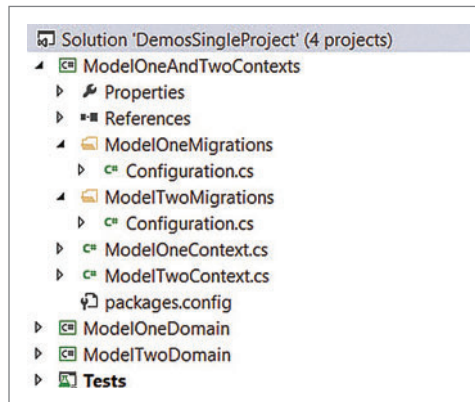 Solution 'DemosSingleProject' (4 projects)
ModelOneAndTwoContexts
Properties
References
ModelOneMigrations
Configuration.cs
ModelTwoMigrations
Configuration.cs
ModelOneContext.cs
ModelTwoContext.cs
packages.config
ModelOneDomain
ModelTwoDomain
Tests